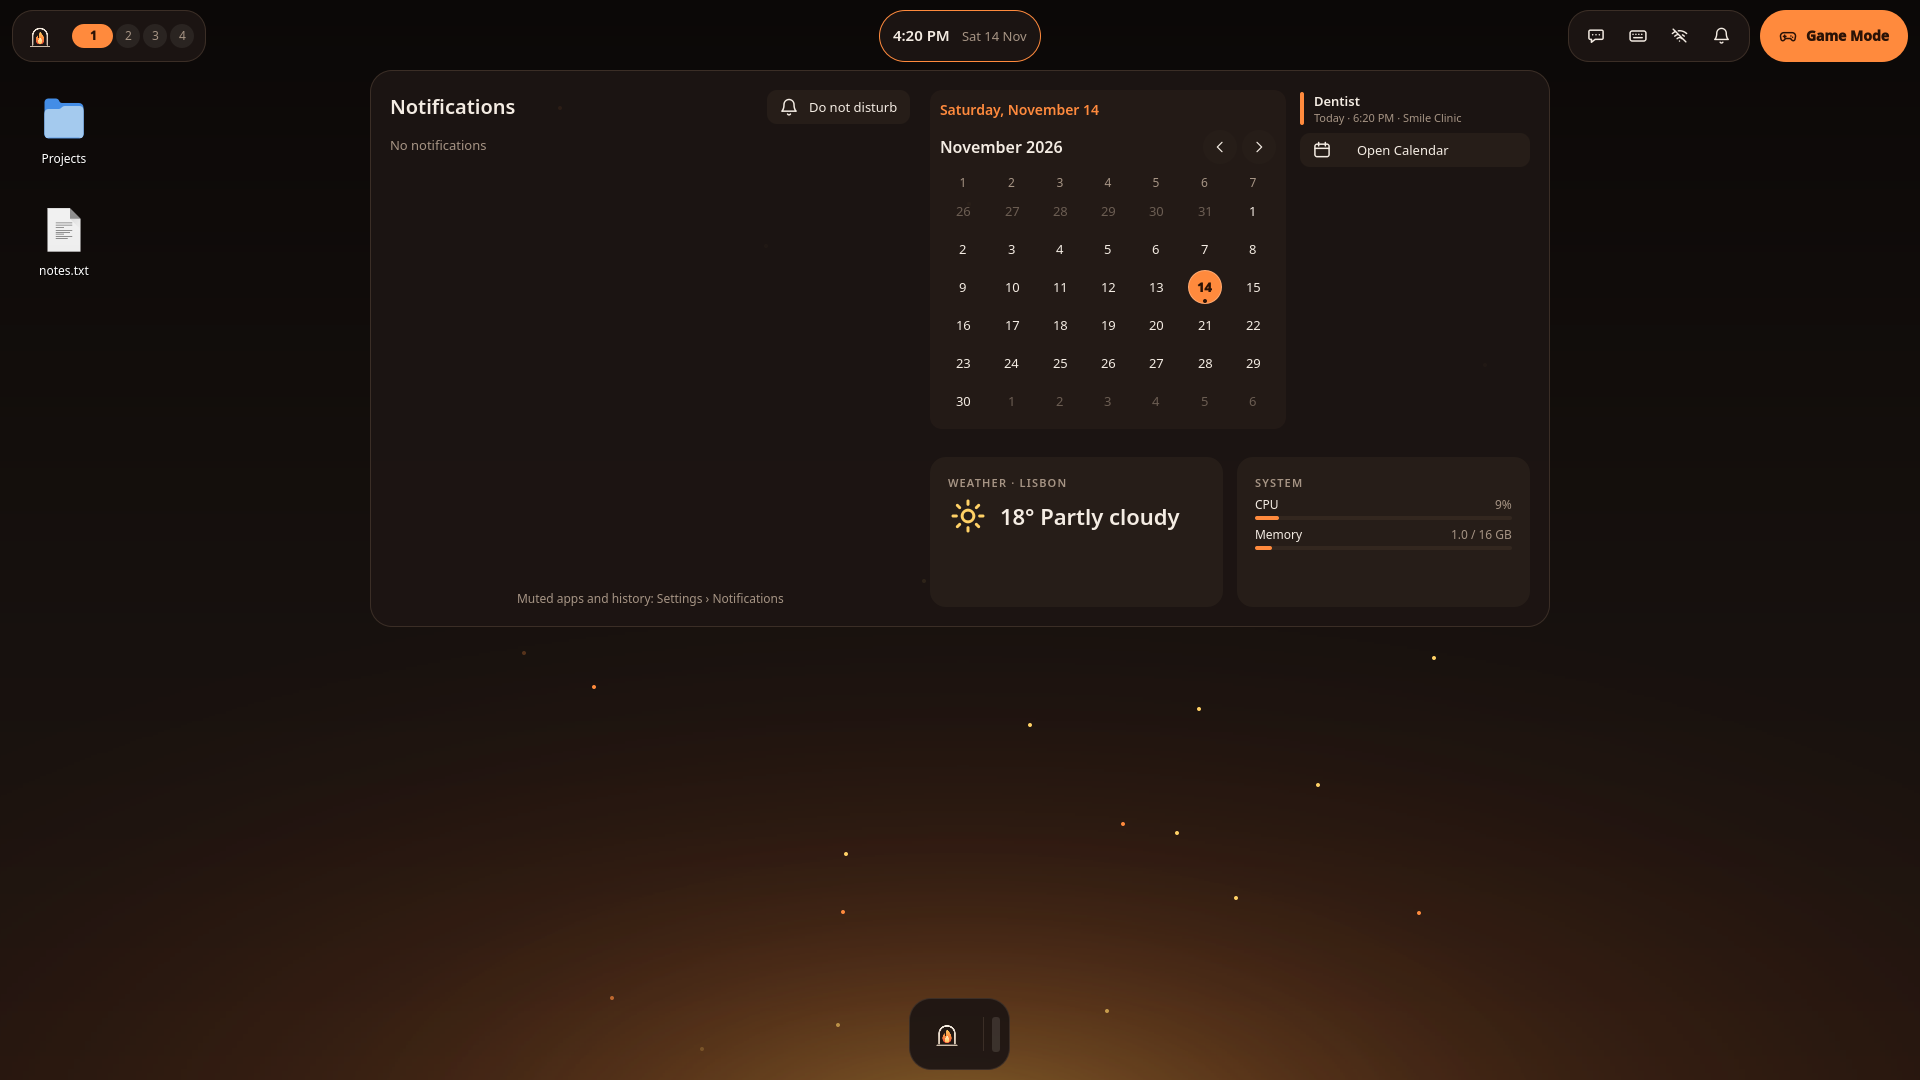 1 2 3 4
4:20 PM Sat 14 Nov
Game Mode
Projects
notes.txt
Notifications
Do not disturb
No notifications
Muted apps and history: Settings › Notifications
Saturday, November 14
November 2026
1 2 3 4 5 6 7
26 27 28 29 30 31 1
2 3 4 5 6 7 8
9 10 11 12 13 14 15
16 17 18 19 20 21 22
23 24 25 26 27 28 29
30 1 2 3 4 5 6
Dentist
Today · 6:20 PM · Smile Clinic
Open Calendar
WEATHER · LISBON
18° Partly cloudy
SYSTEM
CPU 9%
Memory 1.0 / 16 GB